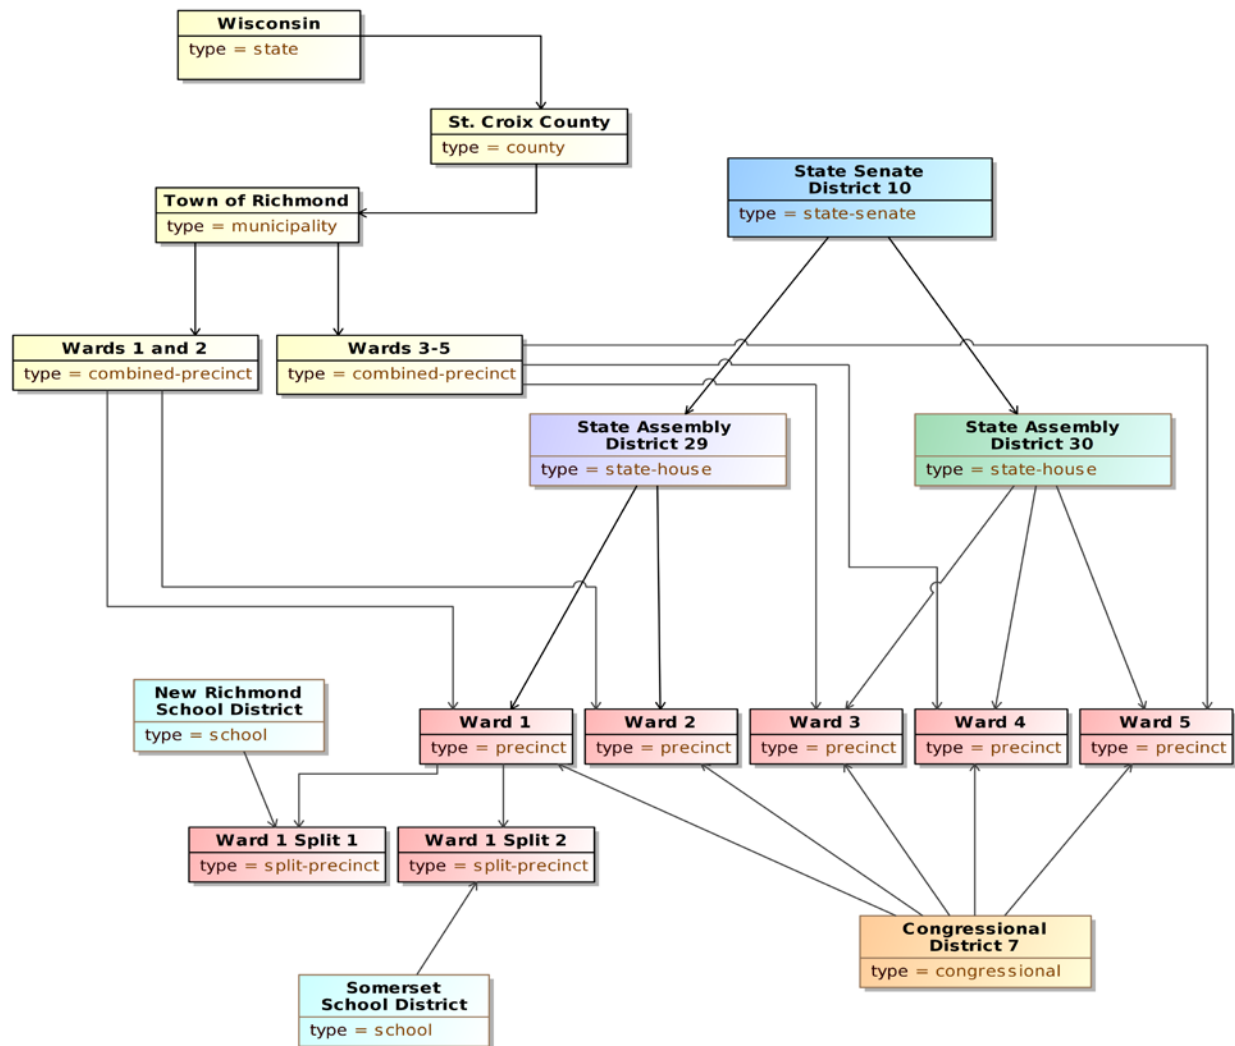 Wisconsin
type = state
St. Croix County
type = county
State Senate
District 10
type = state-senate
Town of Richmond
type = municipality
Wards 1 and 2
type = combined-precinct
Wards 3-5
type = combined-precinct
State Assembly
District 29
type = state-house
State Assembly
District 30
type = state-house
New Richmond
School District
type = school
Ward 1
type = precinct
Ward 2
type = precinct
Ward 3
type = precinct
Ward 4
type = precinct
Ward 5
type = precinct
Ward 1 Split 1
type = split-precinct
Ward 1 Split 2
type = split-precinct
Congressional
District 7
type = congressional
Somerset
School District
type = school